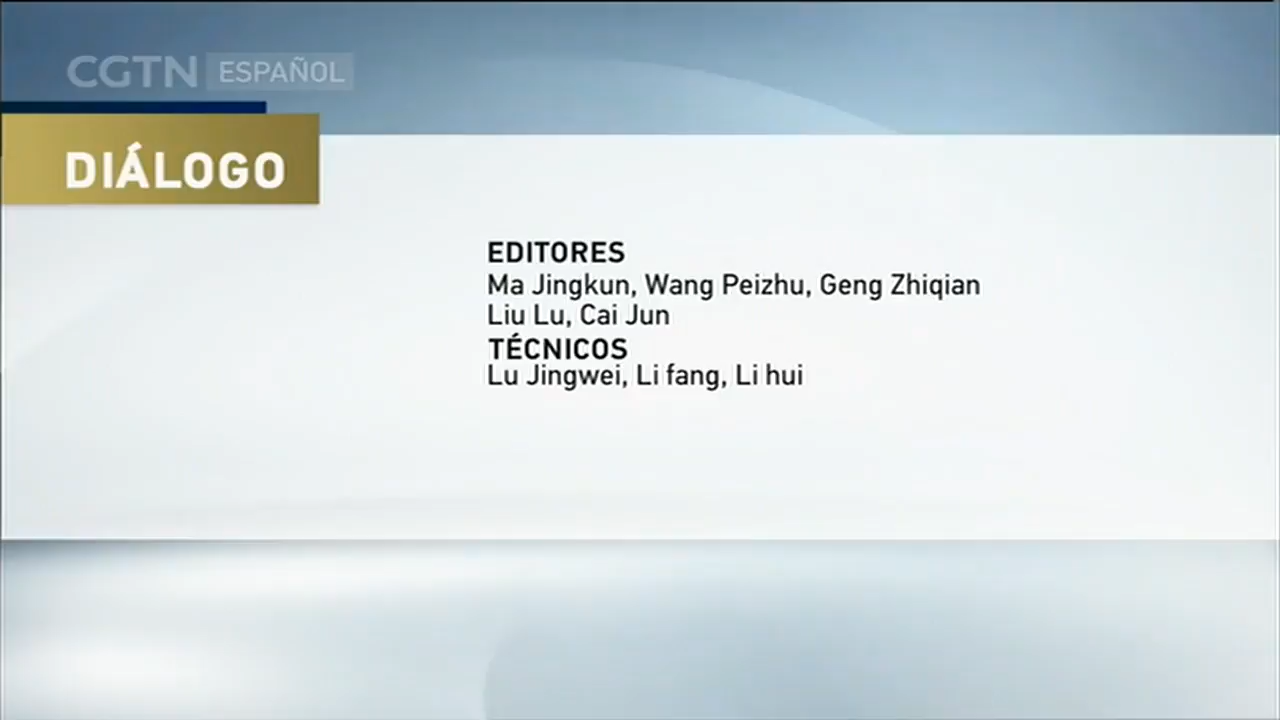 CGTN ESPAÑOL
DIÁLOGO
EDITORES
Ma Jingkun, Wang Peizhu, Geng Zhiqian
Liu Lu, Cai Jun
TÉCNICOS
Lu Jingwei, Li fang, Li hui